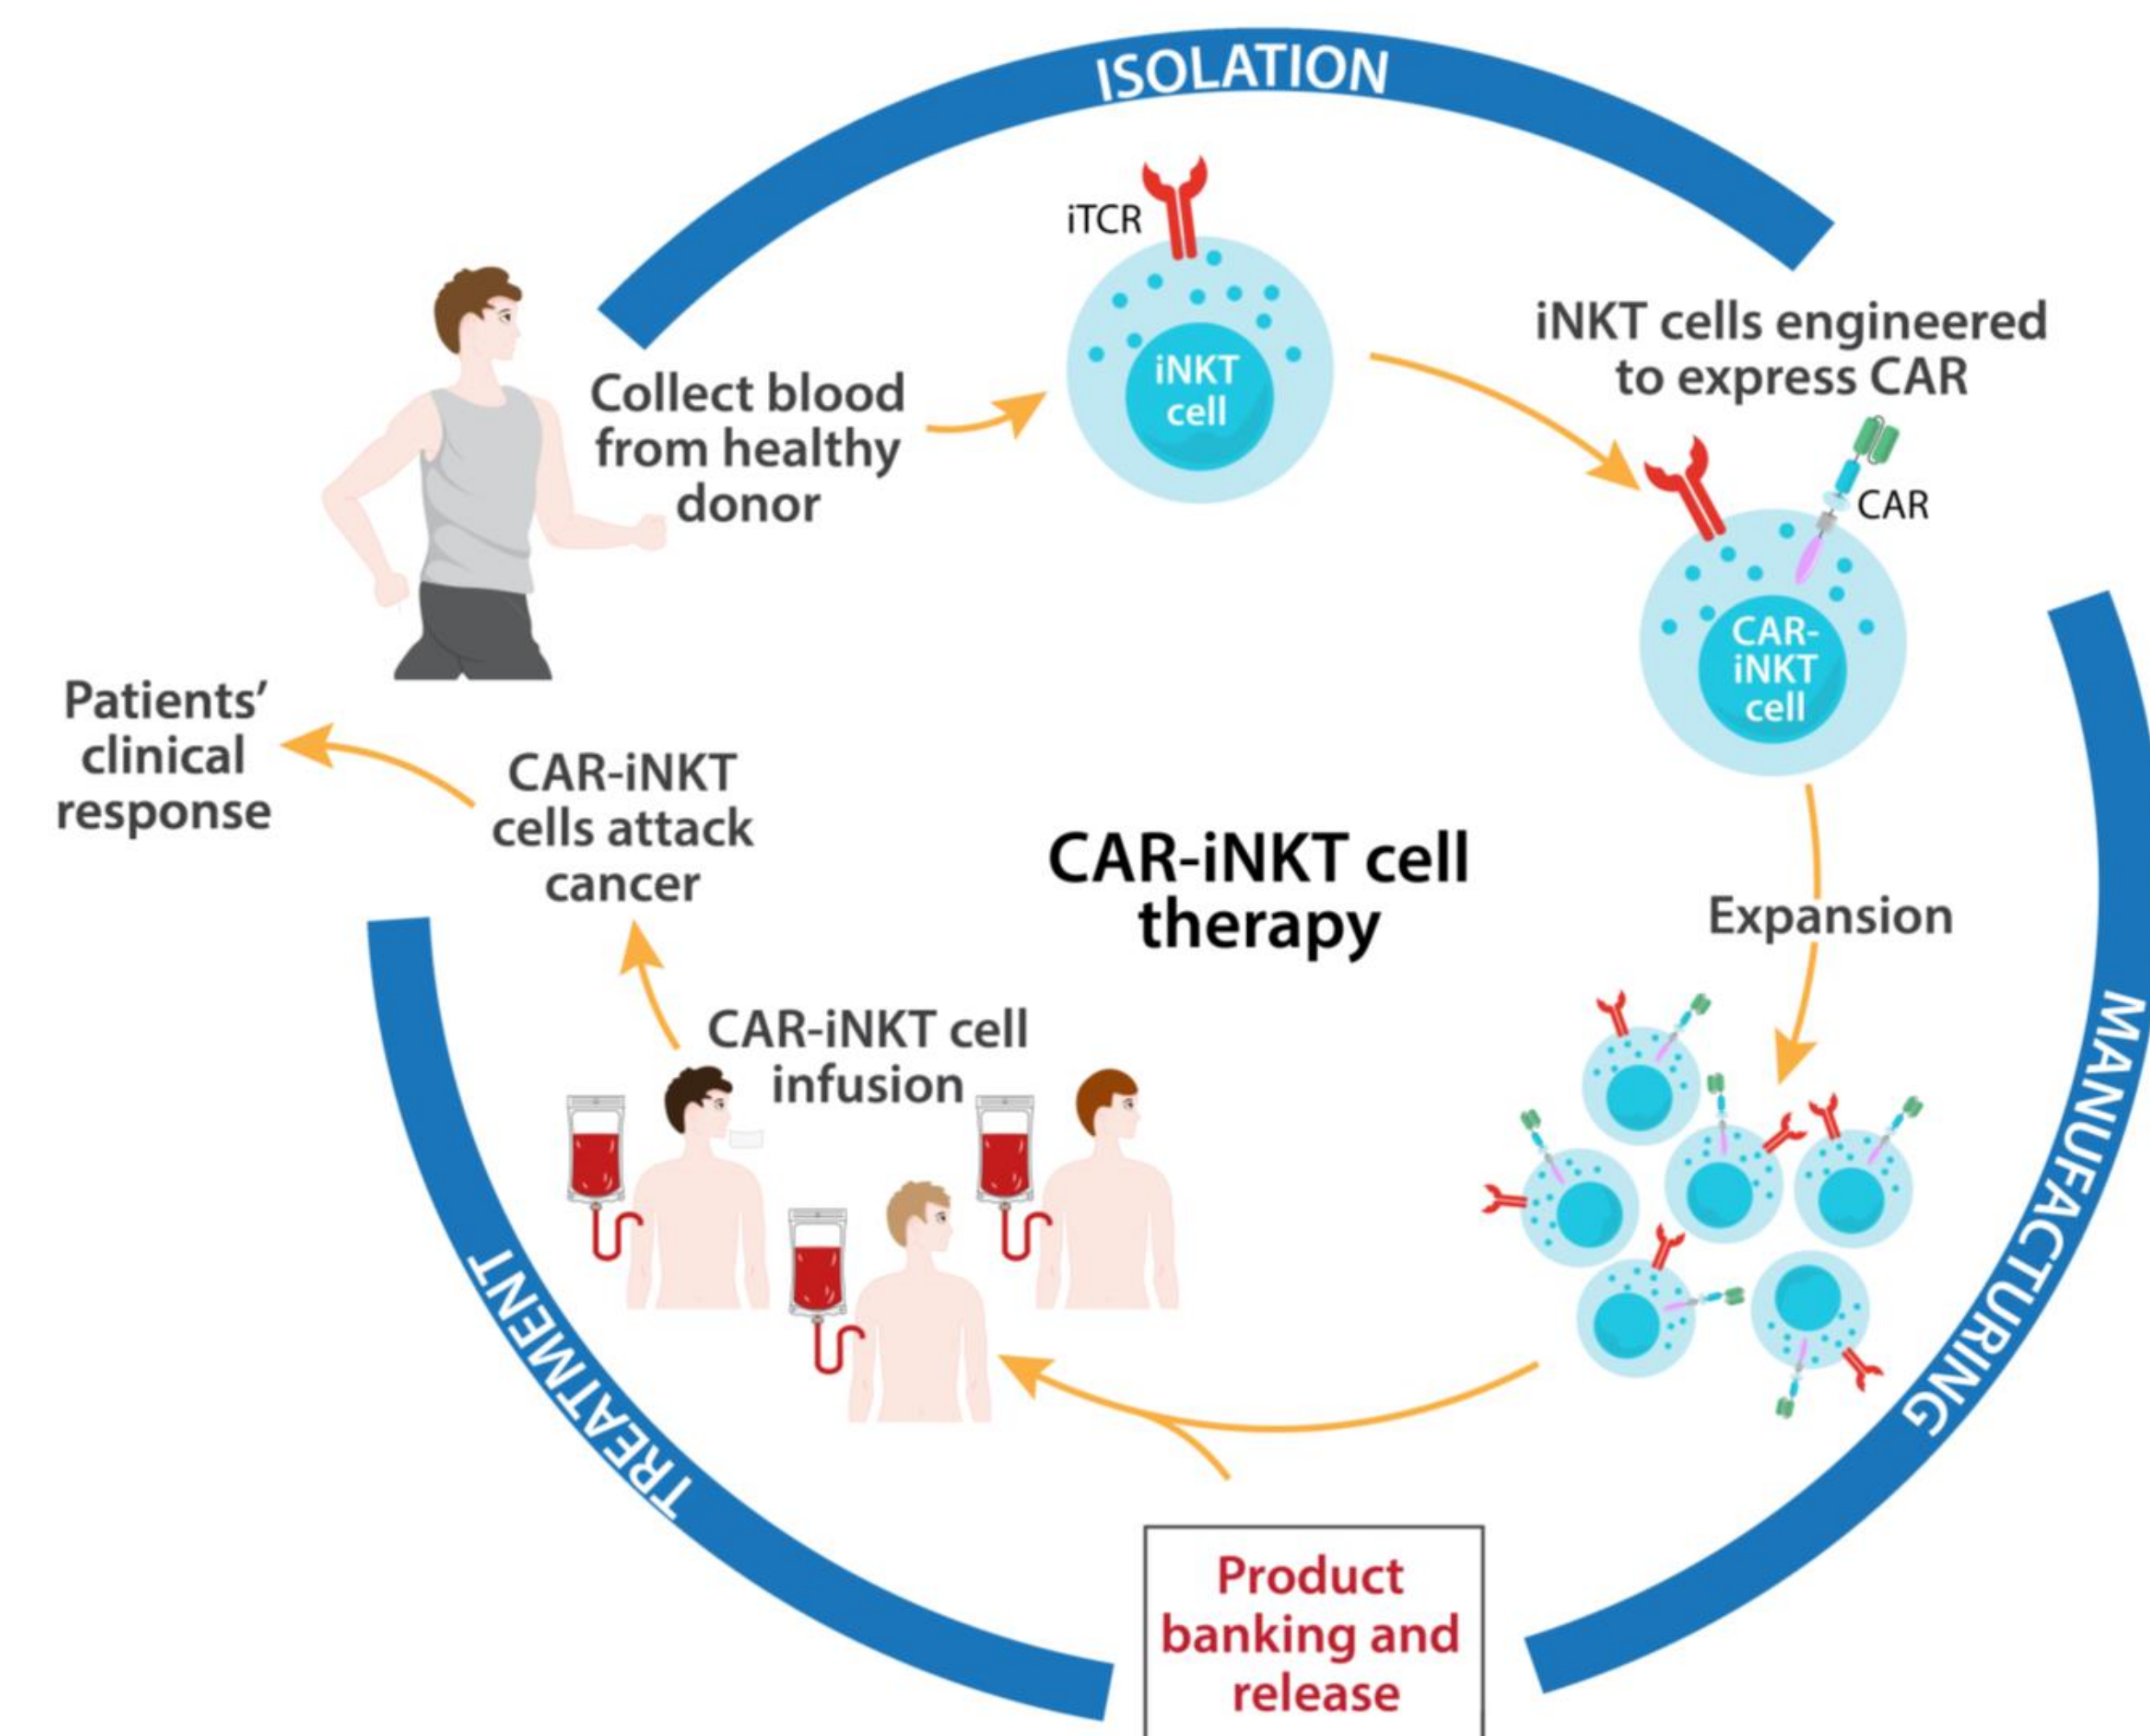 ISOLATION
iTCR
iNKT
cell
Collect blood
from healthy
donor
iNKT cells engineered
to express CAR
CAR
CAR-
iNKT
cell
Expansion
MANUFACTURING
Product
banking and
release
CAR-iNKT cell
infusion
TREATMENT
CAR-iNKT
cells attack
cancer
Patients'
clinical
response
CAR-iNKT cell
therapy